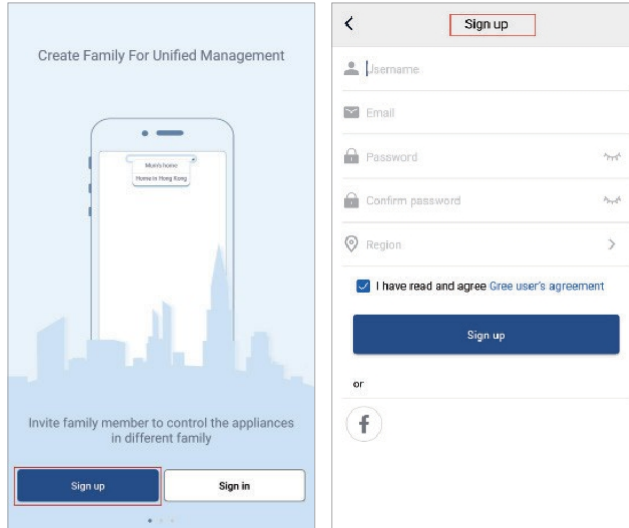 Create Family For Unified Management
Mum's home
Home in Hong Kong
Invite family member to control the appliances
in different family
Sign up
Sign in
Sign up
Username
Email
Password
Confirm password
Region
I have read and agree Gree user's agreement
Sign up
or
f